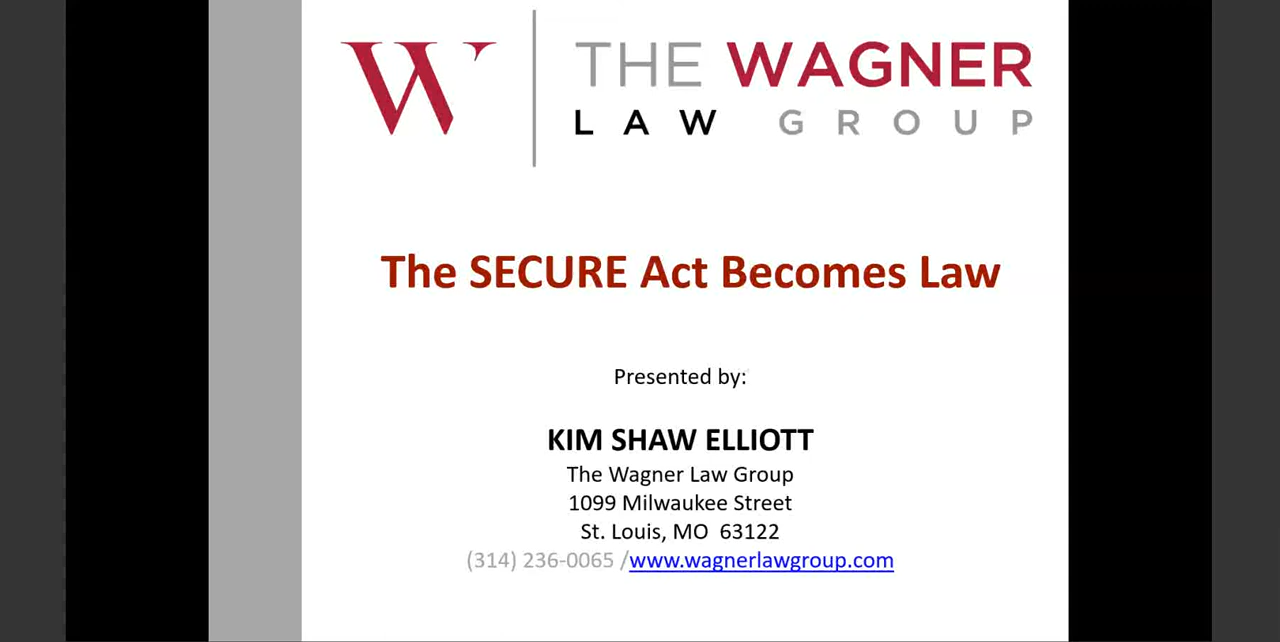 W THE WAGNER
LAW GROUP
The SECURE Act Becomes Law
Presented by:
KIM SHAW ELLIOTT
The Wagner Law Group
1099 Milwaukee Street
St. Louis, MO 63122
(314) 236-0065 /www.wagnerlawgroup.com